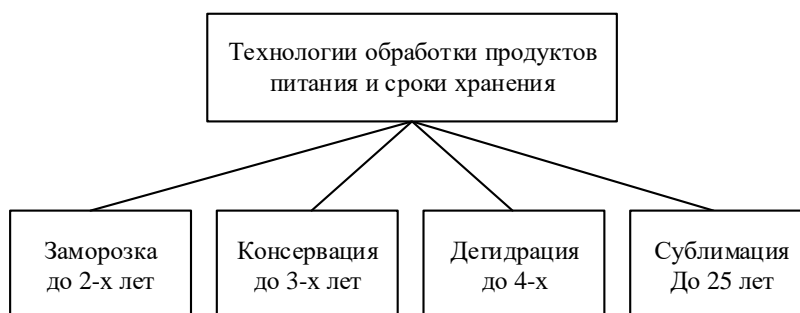 Технологии обработки продуктов
питания и сроки хранения
Заморозка
до 2-х лет
Консервация
до 3-х лет
Дегидрация
до 4-х
Сублимация
До 25 лет